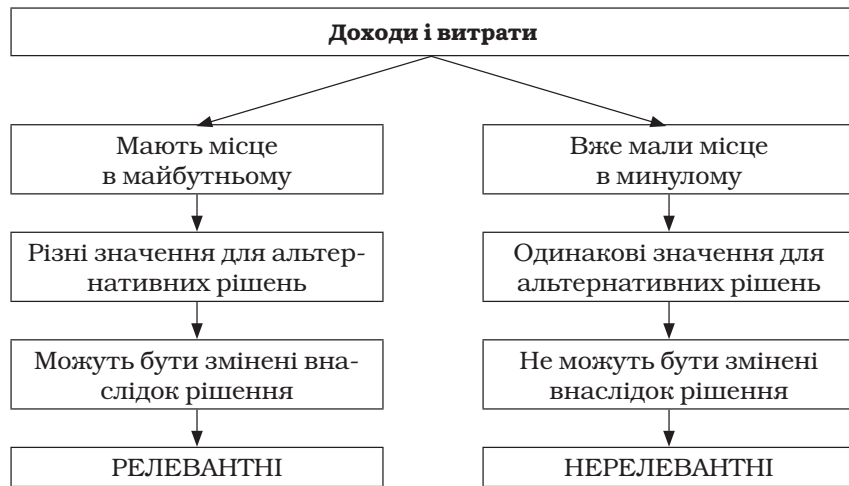 Доходи і витрати
Мають місце
в майбутньому
Вже мали місце
в минулому
Різні значення для альтер-
нативних рішень
Одинакові значення для
альтернативних рішень
Можуть бути змінені вна-
слідок рішення
Не можуть бути змінені
внаслідок рішення
РЕЛЕВАНТНІ
НЕРЕЛЕВАНТНІ